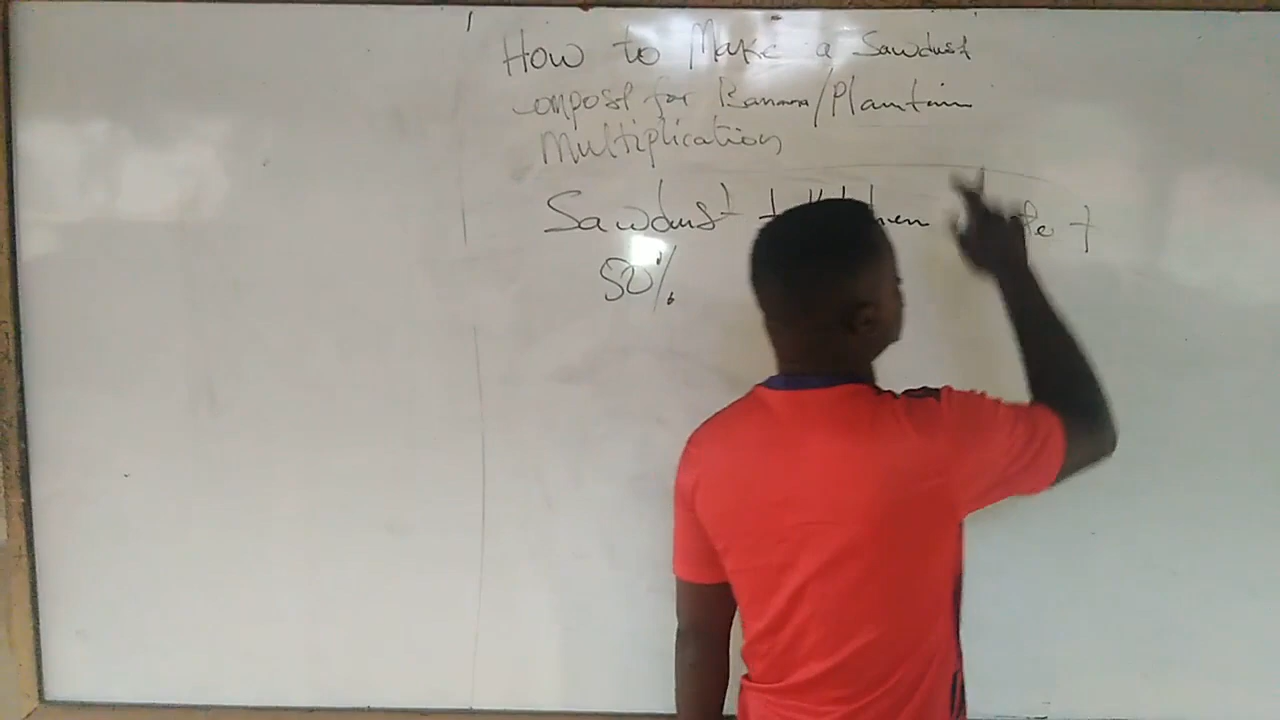 How to Make a Sawdust
compost for Banana/Plantain
Multiplication
Sawdust + +
50%